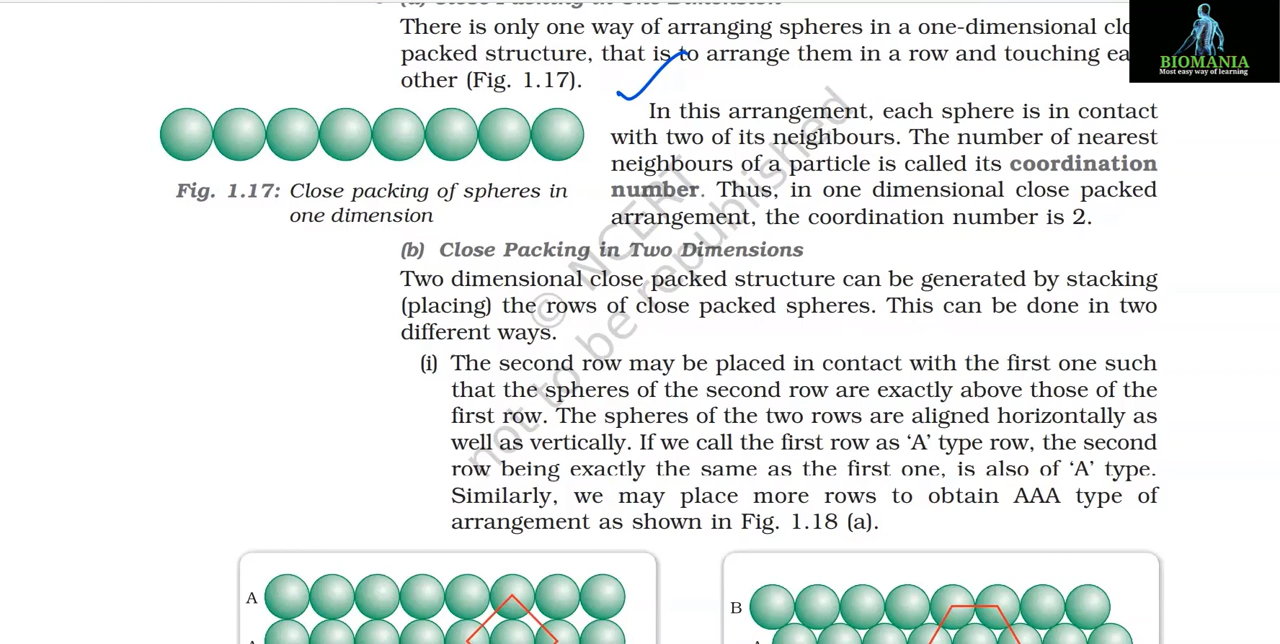 There is only one way of arranging spheres in a one-dimensional
packed structure, that is to arrange them in a row and touching
other (Fig. 1.17).
BIOMANIA
Most easy way of learning
In this arrangement, each sphere is in contact
with two of its neighbours. The number of nearest
neighbours of a particle is called its coordination
number. Thus, in one dimensional close packed
arrangement, the coordination number is 2.
Fig. 1.17: Close packing of spheres in
one dimension
(b) Close Packing in Two Dimensions
Two dimensional close packed structure can be generated by stacking
(placing) the rows of close packed spheres. This can be done in two
different ways.
(i) The second row may be placed in contact with the first one such
that the spheres of the second row are exactly above those of the
first row. The spheres of the two rows are aligned horizontally as
well as vertically. If we call the first row as ‘A’ type row, the second
row being exactly the same as the first one, is also of ‘A’ type.
Similarly, we may place more rows to obtain AAA type of
arrangement as shown in Fig. 1.18 (a).
© NCERT
not to be republished
A
B